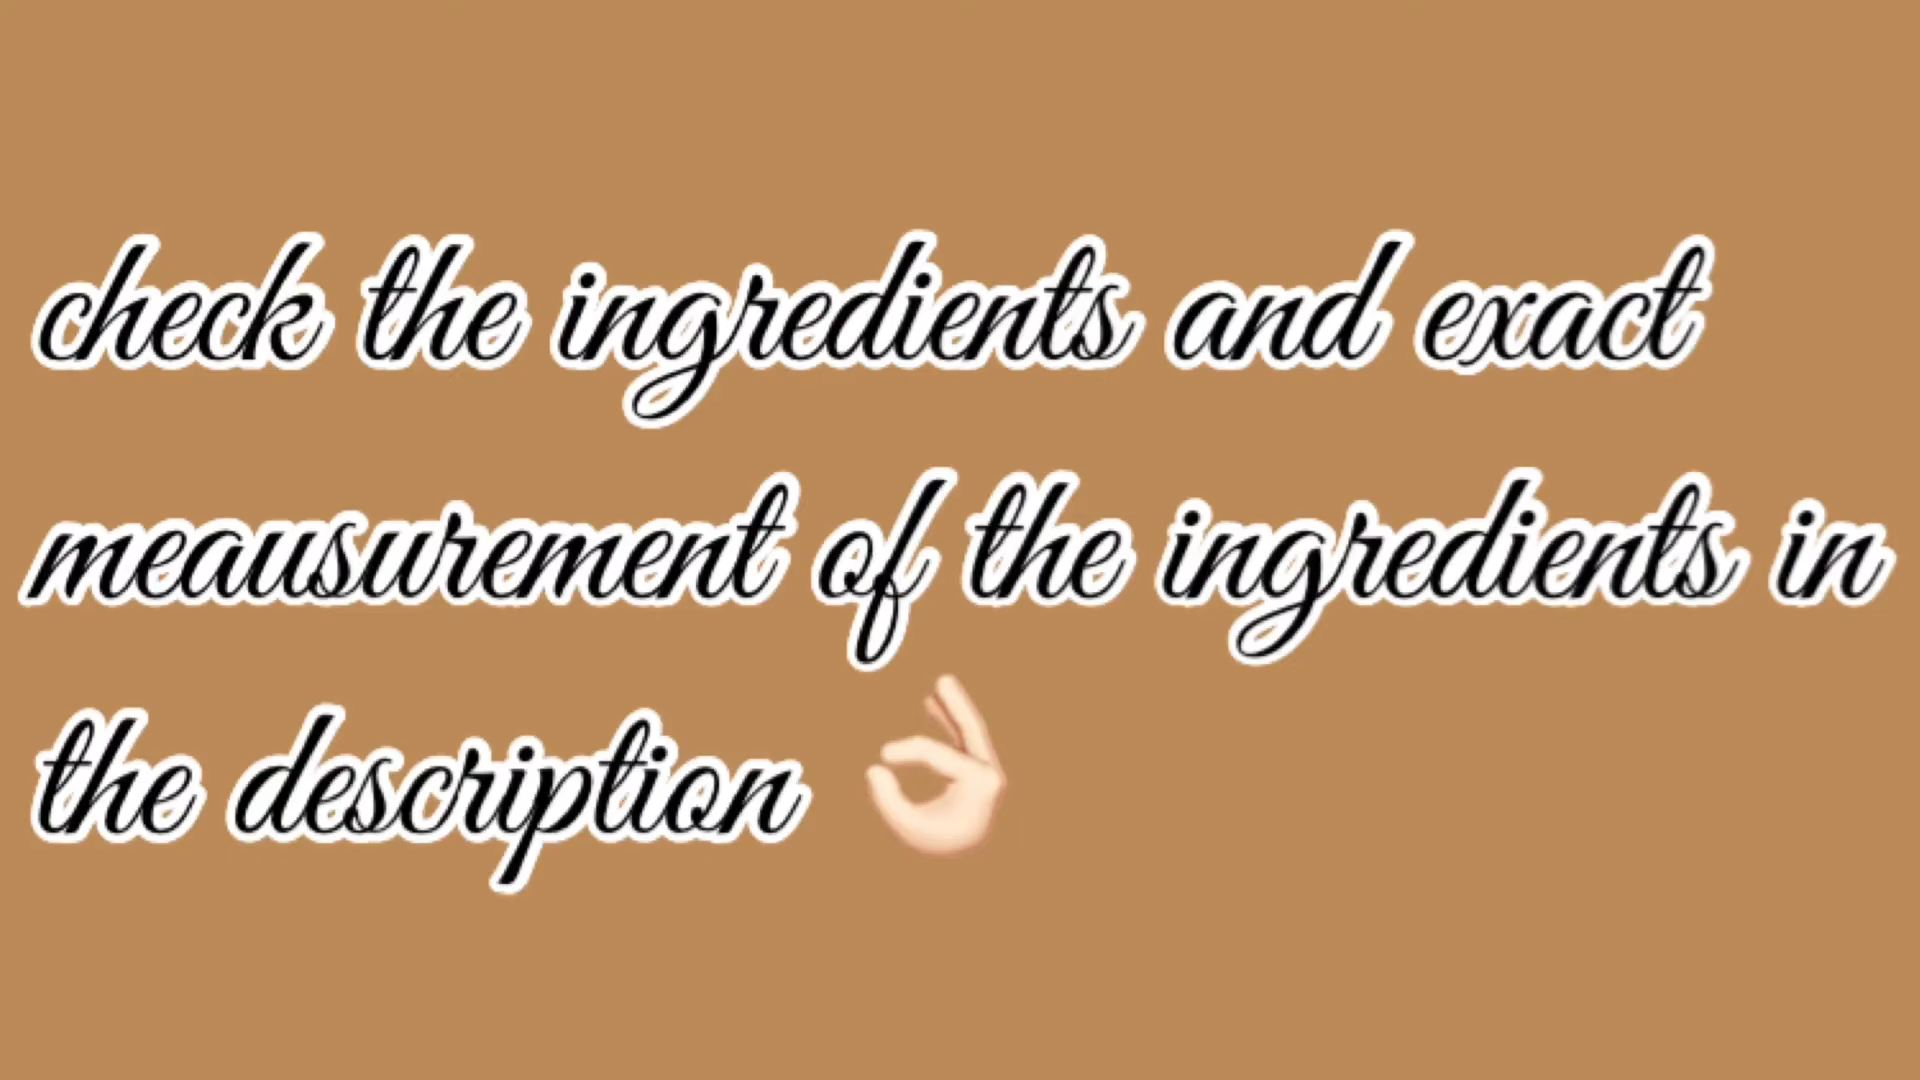 check the ingredients and exact
meausurement of the ingredients in
the description 👌🏻